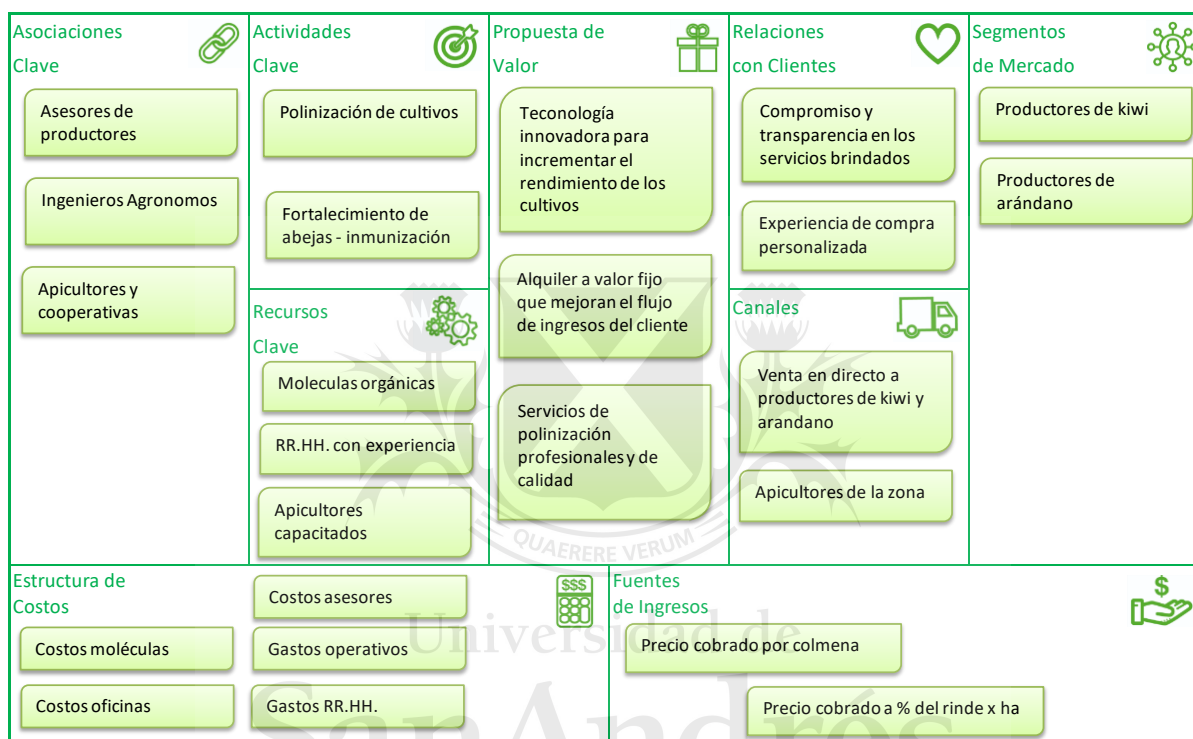 Asociaciones
Clave
Asesores de
productores
Ingenieros Agronomos
Apicultores y
cooperativas
Actividades
Clave
Polinización de cultivos
Fortalecimiento de
abejas - inmunización
Recursos
Clave
Moleculas orgánicas
RR.HH. con experiencia
Apicultores
capacitados
Propuesta de
Valor
Teconología
innovadora para
incrementar el
rendimiento de los
cultivos
Alquiler a valor fijo
que mejoran el flujo
de ingresos del cliente
Servicios de
polinización
profesionales y de
calidad
Relaciones
con Clientes
Compromiso y
transparencia en los
servicios brindados
Experiencia de compra
personalizada
Canales
Venta en directo a
productores de kiwi y
arandano
Apicultores de la zona
Segmentos
de Mercado
Productores de kiwi
Productores de
arándano
Estructura de
Costos
Costos moléculas
Costos oficinas
Costos asesores
Gastos operativos
Gastos RR.HH.
$$$
Fuentes
de Ingresos
$
Precio cobrado por colmena
Precio cobrado a % del rinde x ha
QUAERERE VERUM
Universidad de
SanAndrés